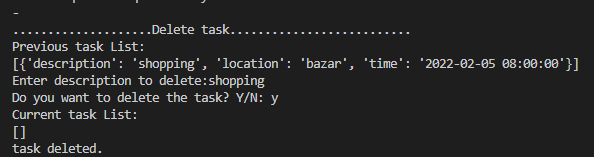 -
....................Delete task..........................
Previous task List:
[{'description': 'shopping', 'location': 'bazar', 'time': '2022-02-05 08:00:00'}]
Enter description to delete:shopping
Do you want to delete the task? Y/N: y
Current task List:
[]
task deleted.